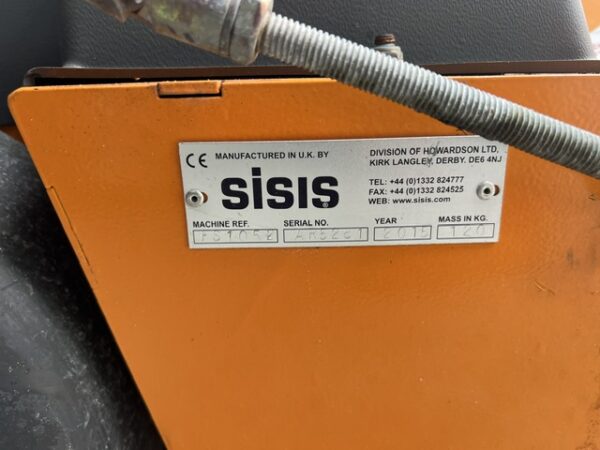 CE MANUFACTURED IN U.K. BY
SiSiS
DIVISION OF HOWARDSON LTD,
KIRK LANGLEY, DERBY. DE6 4NJ
TEL: +44 (0)1332 824777
FAX: +44 (0)1332 824525
WEB: www.sisis.com
MACHINE REF. SERIAL NO. YEAR MASS IN KG.
2015 120